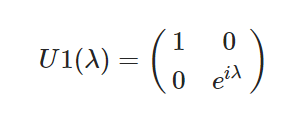 U1(λ) = ( 1 0
0 e^{iλ} )